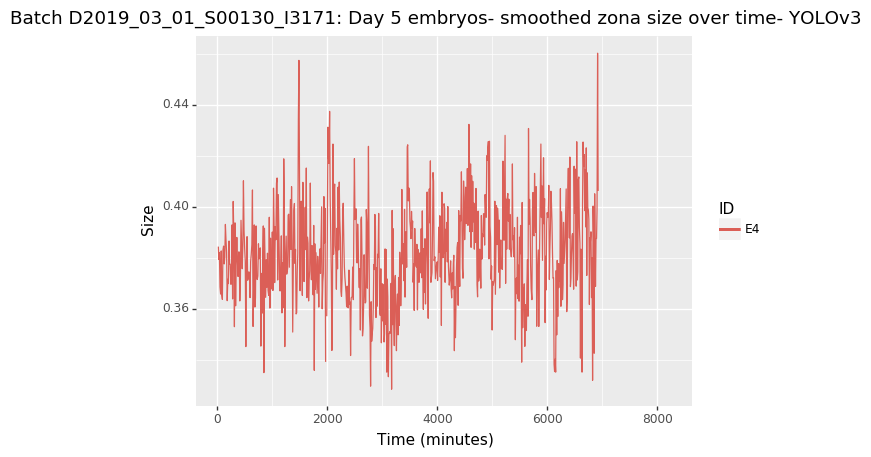 Batch D2019_03_01_S00130_I3171: Day 5 embryos- smoothed zona size over time- YOLOv3
0.44
0.40
0.36
Size
0
2000
4000
6000
8000
Time (minutes)
ID
E4